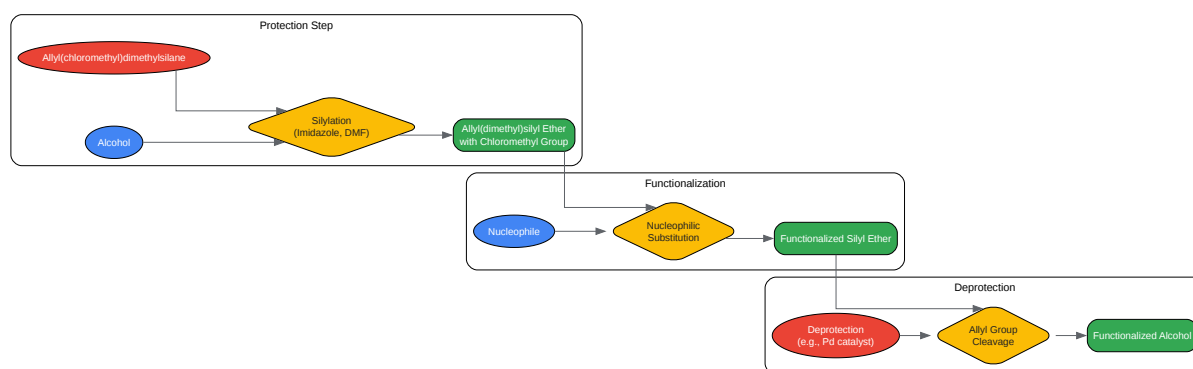 Protection Step
Allyl(chloromethyl)dimethylsilane
Silylation
(Imidazole, DMF)
Alcohol
Allyl(dimethyl)silyl Ether
with Chloromethyl Group
Functionalization
Nucleophile
Nucleophilic
Substitution
Functionalized Silyl Ether
Deprotection
Deprotection
(e.g., Pd catalyst)
Allyl Group
Cleavage
Functionalized Alcohol